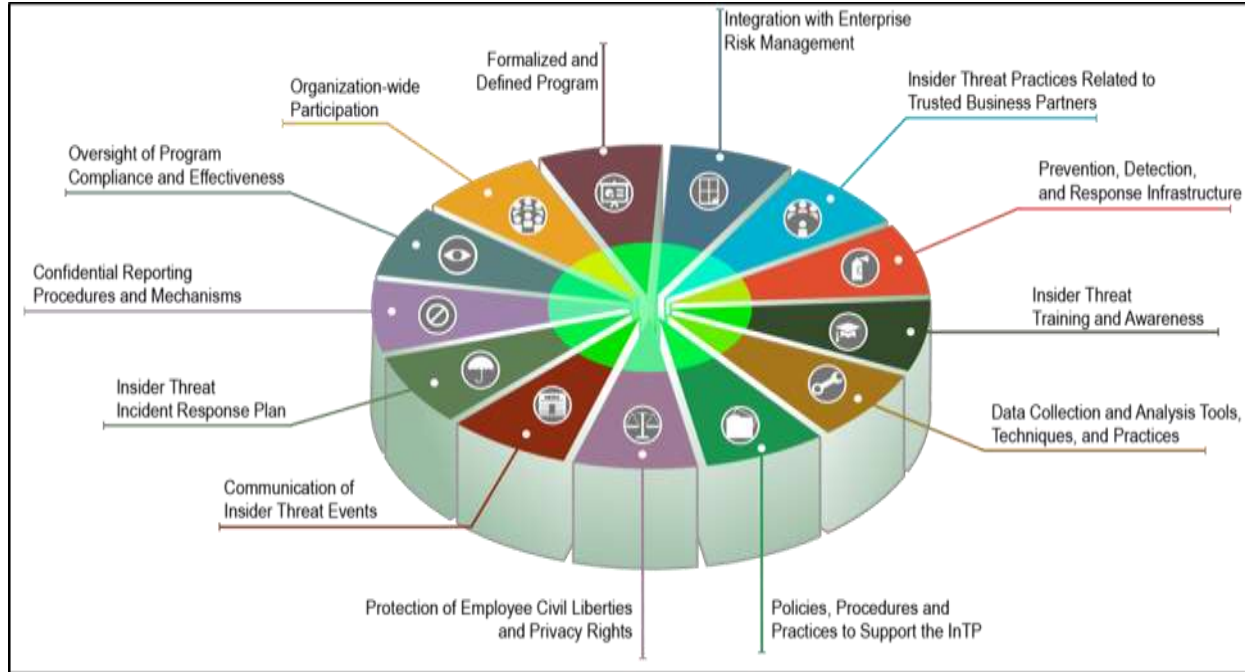 Integration with Enterprise
Risk Management
Formalized and
Defined Program
Insider Threat Practices Related to
Trusted Business Partners
Organization-wide
Participation
Oversight of Program
Compliance and Effectiveness
Prevention, Detection,
and Response Infrastructure
Confidential Reporting
Procedures and Mechanisms
Insider Threat
Training and Awareness
Insider Threat
Incident Response Plan
Data Collection and Analysis Tools,
Techniques, and Practices
Communication of
Insider Threat Events
Protection of Employee Civil Liberties
and Privacy Rights
Policies, Procedures and
Practices to Support the InTP